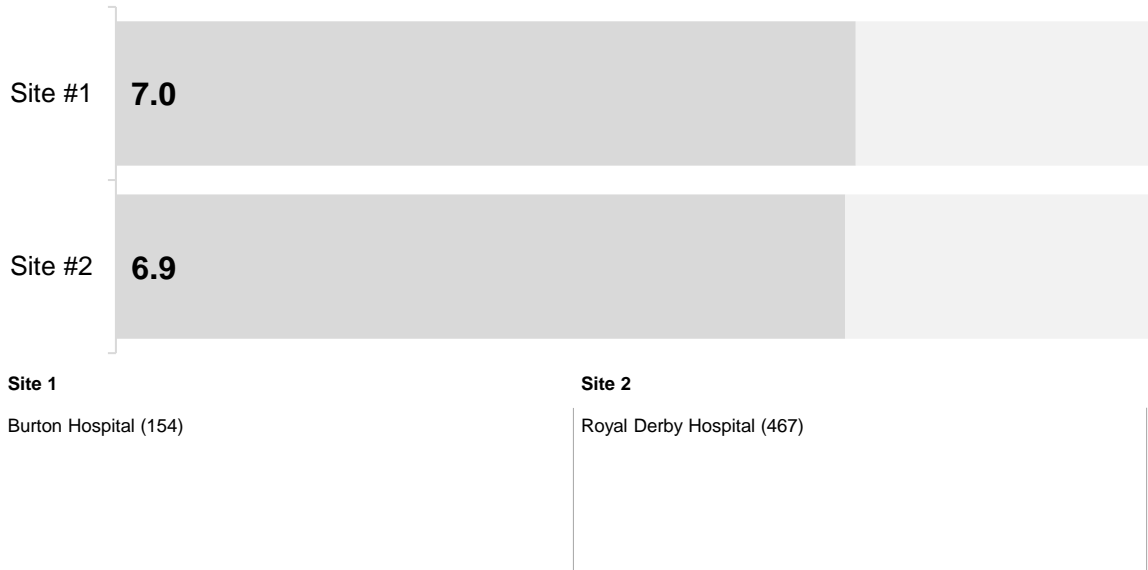 Site #1 7.0
Site #2 6.9
Site 1 Site 2
Burton Hospital (154) Royal Derby Hospital (467)